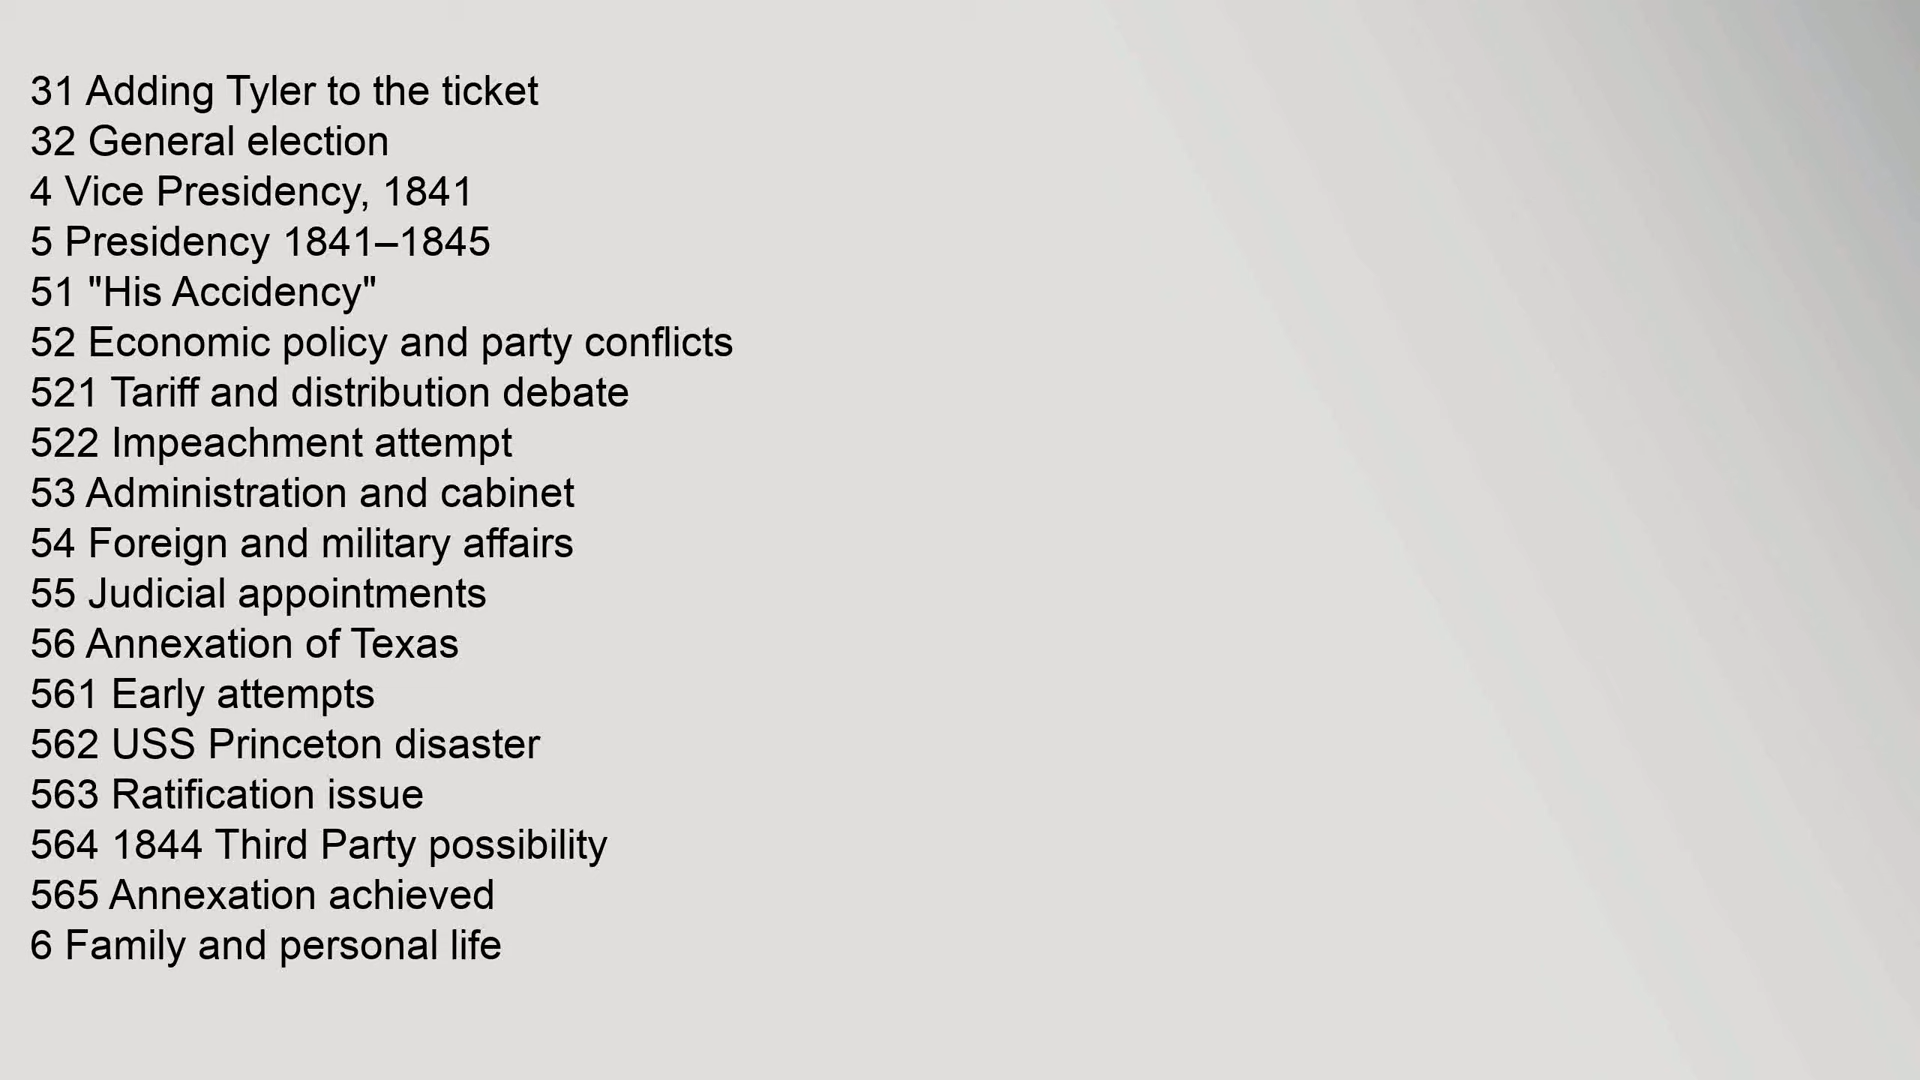 31 Adding Tyler to the ticket
32 General election
4 Vice Presidency, 1841
5 Presidency 1841–1845
51 "His Accidency"
52 Economic policy and party conflicts
521 Tariff and distribution debate
522 Impeachment attempt
53 Administration and cabinet
54 Foreign and military affairs
55 Judicial appointments
56 Annexation of Texas
561 Early attempts
562 USS Princeton disaster
563 Ratification issue
564 1844 Third Party possibility
565 Annexation achieved
6 Family and personal life